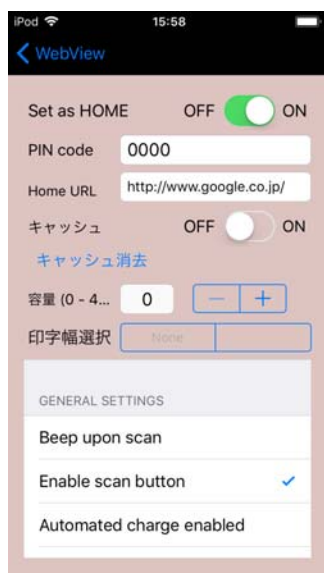 iPod 15:58
WebView
Set as HOME OFF ON
PIN code 0000
Home URL http://www.google.co.jp/
キャッシュ OFF ON
キャッシュ消去
容量 (0 - 4... 0 − +
印字幅選択 None
GENERAL SETTINGS
Beep upon scan
Enable scan button
Automated charge enabled